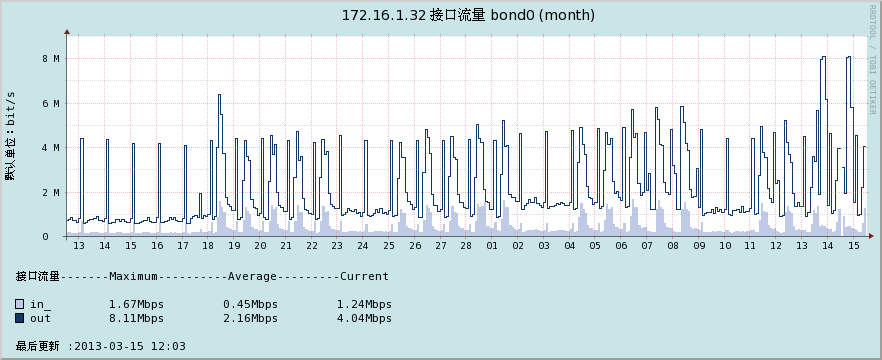 172.16.1.32 接口流量 bond0 (month)
RRDTOOL / TOBI OETIKER
默认单位：bit/s
8 M
6 M
4 M
2 M
0
13 14 15 16 17 18 19 20 21 22 23 24 25 26 27 28 01 02 03 04 05 06 07 08 09 10 11 12 13 14 15
接口流量-------Maximum----------Average---------Current
in_ 1.67Mbps 0.45Mbps 1.24Mbps
out 8.11Mbps 2.16Mbps 4.04Mbps
最后更新 :2013-03-15 12:03